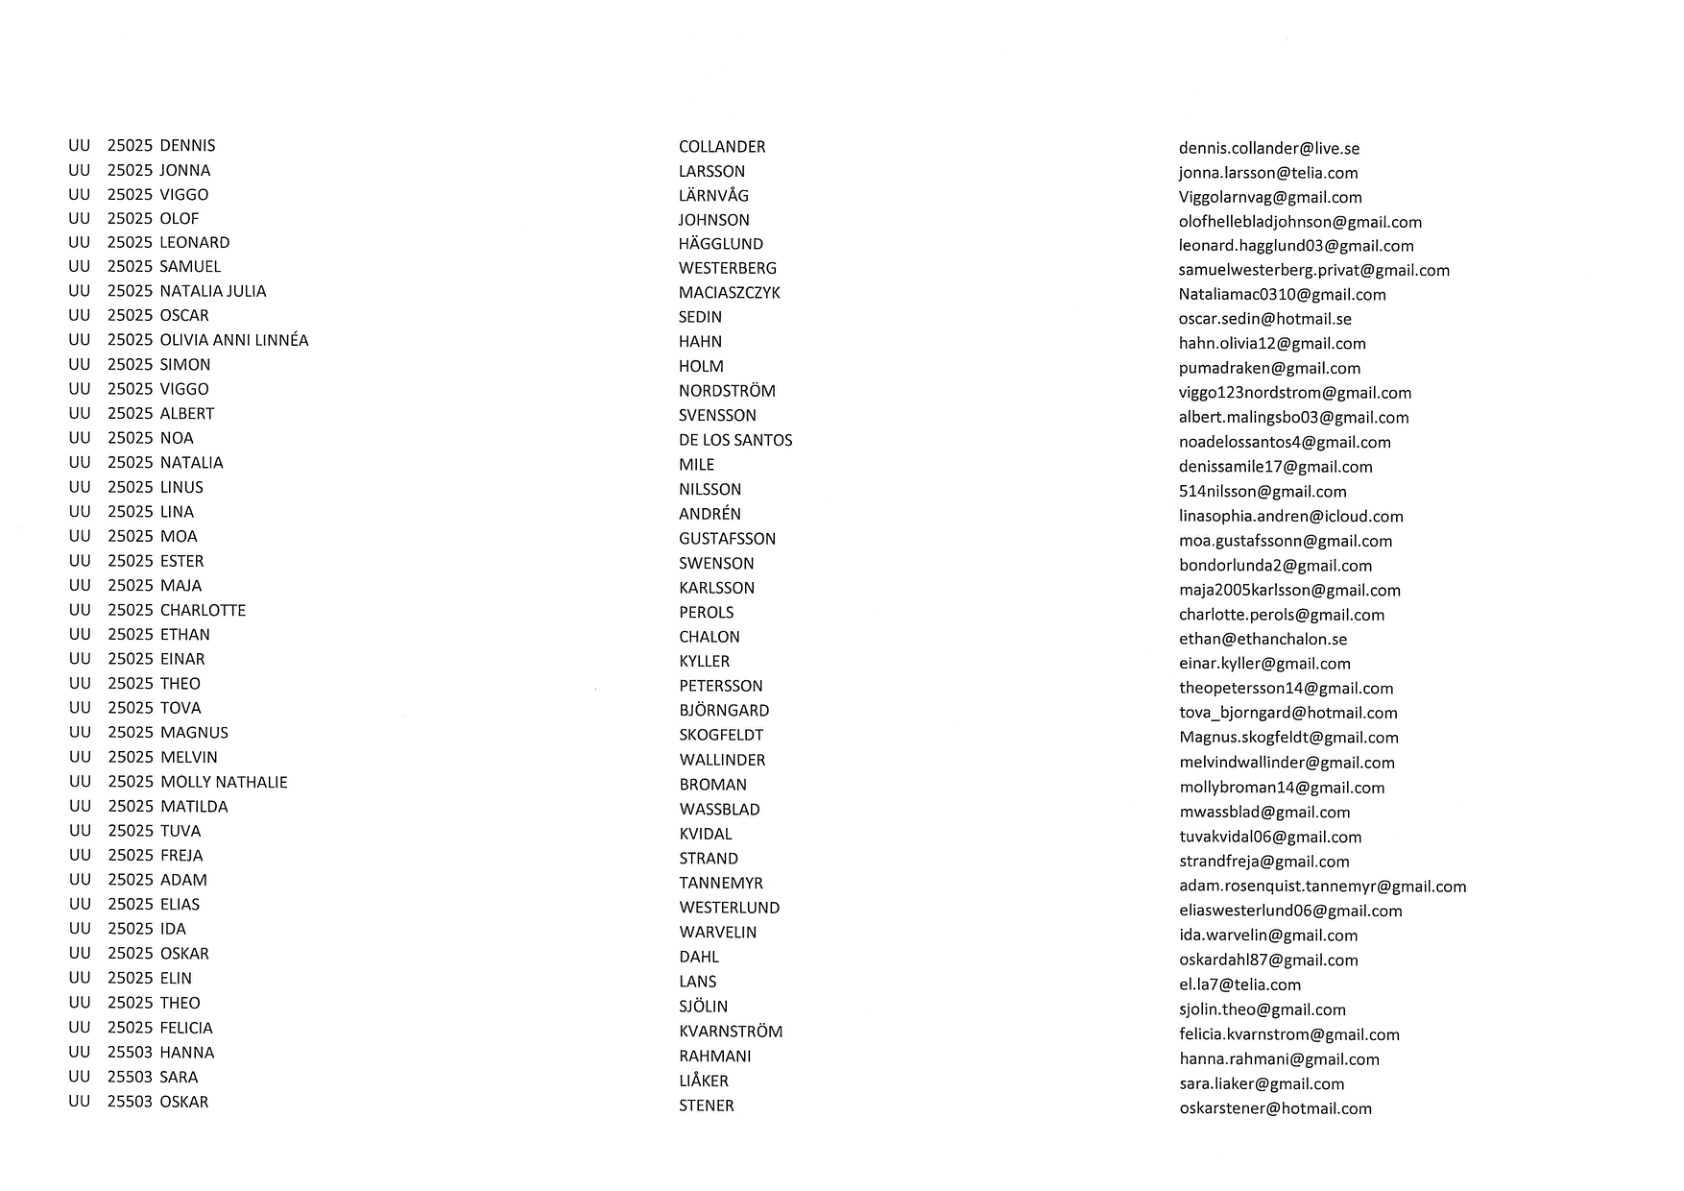 UU 25025 DENNIS COLLANDER dennis.collander@live.se
UU 25025 JONNA LARSSON jonna.larsson@telia.com
UU 25025 VIGGO LÄRNVÅG Viggolarnvag@gmail.com
UU 25025 OLOF JOHNSON olofhellebladjohnson@gmail.com
UU 25025 LEONARD HÄGGLUND leonard.hagglund03@gmail.com
UU 25025 SAMUEL WESTERBERG samuelwesterberg.privat@gmail.com
UU 25025 NATALIA JULIA MACIASZCZYK Nataliamac0310@gmail.com
UU 25025 OSCAR SEDIN oscar.sedin@hotmail.se
UU 25025 OLIVIA ANNI LINNÉA HAHN hahn.olivia12@gmail.com
UU 25025 SIMON HOLM pumadraken@gmail.com
UU 25025 VIGGO NORDSTRÖM viggo123nordstrom@gmail.com
UU 25025 ALBERT SVENSSON albert.malingsbo03@gmail.com
UU 25025 NOA DE LOS SANTOS noadelossantos4@gmail.com
UU 25025 NATALIA MILE denissamile17@gmail.com
UU 25025 LINUS NILSSON 514nilsson@gmail.com
UU 25025 LINA ANDRÉN linasophia.andren@icloud.com
UU 25025 MOA GUSTAFSSON moa.gustafssonn@gmail.com
UU 25025 ESTER SWENSON bondorlunda2@gmail.com
UU 25025 MAJA KARLSSON maja2005karlsson@gmail.com
UU 25025 CHARLOTTE PEROLS charlotte.perols@gmail.com
UU 25025 ETHAN CHALON ethan@ethanchalon.se
UU 25025 EINAR KYLLER einar.kyller@gmail.com
UU 25025 THEO PETERSSON theopetersson14@gmail.com
UU 25025 TOVA BJÖRNGARD tova_bjorngard@hotmail.com
UU 25025 MAGNUS SKOGFELDT Magnus.skogfeldt@gmail.com
UU 25025 MELVIN WALLINDER melvindwallinder@gmail.com
UU 25025 MOLLY NATHALIE BROMAN mollybroman14@gmail.com
UU 25025 MATILDA WASSBLAD mwassblad@gmail.com
UU 25025 TUVA KVIDAL tuvakvidal06@gmail.com
UU 25025 FREJA STRAND strandfreja@gmail.com
UU 25025 ADAM TANNEMYR adam.rosenquist.tannemyr@gmail.com
UU 25025 ELIAS WESTERLUND eliaswesterlund06@gmail.com
UU 25025 IDA WARVELIN ida.warvelin@gmail.com
UU 25025 OSKAR DAHL oskardahl87@gmail.com
UU 25025 ELIN LANS el.la7@telia.com
UU 25025 THEO SJÖLIN sjolin.theo@gmail.com
UU 25025 FELICIA KVARNSTRÖM felicia.kvarnstrom@gmail.com
UU 25503 HANNA RAHMANI hanna.rahmani@gmail.com
UU 25503 SARA LIÅKER sara.liaker@gmail.com
UU 25503 OSKAR STENER oskarstener@hotmail.com